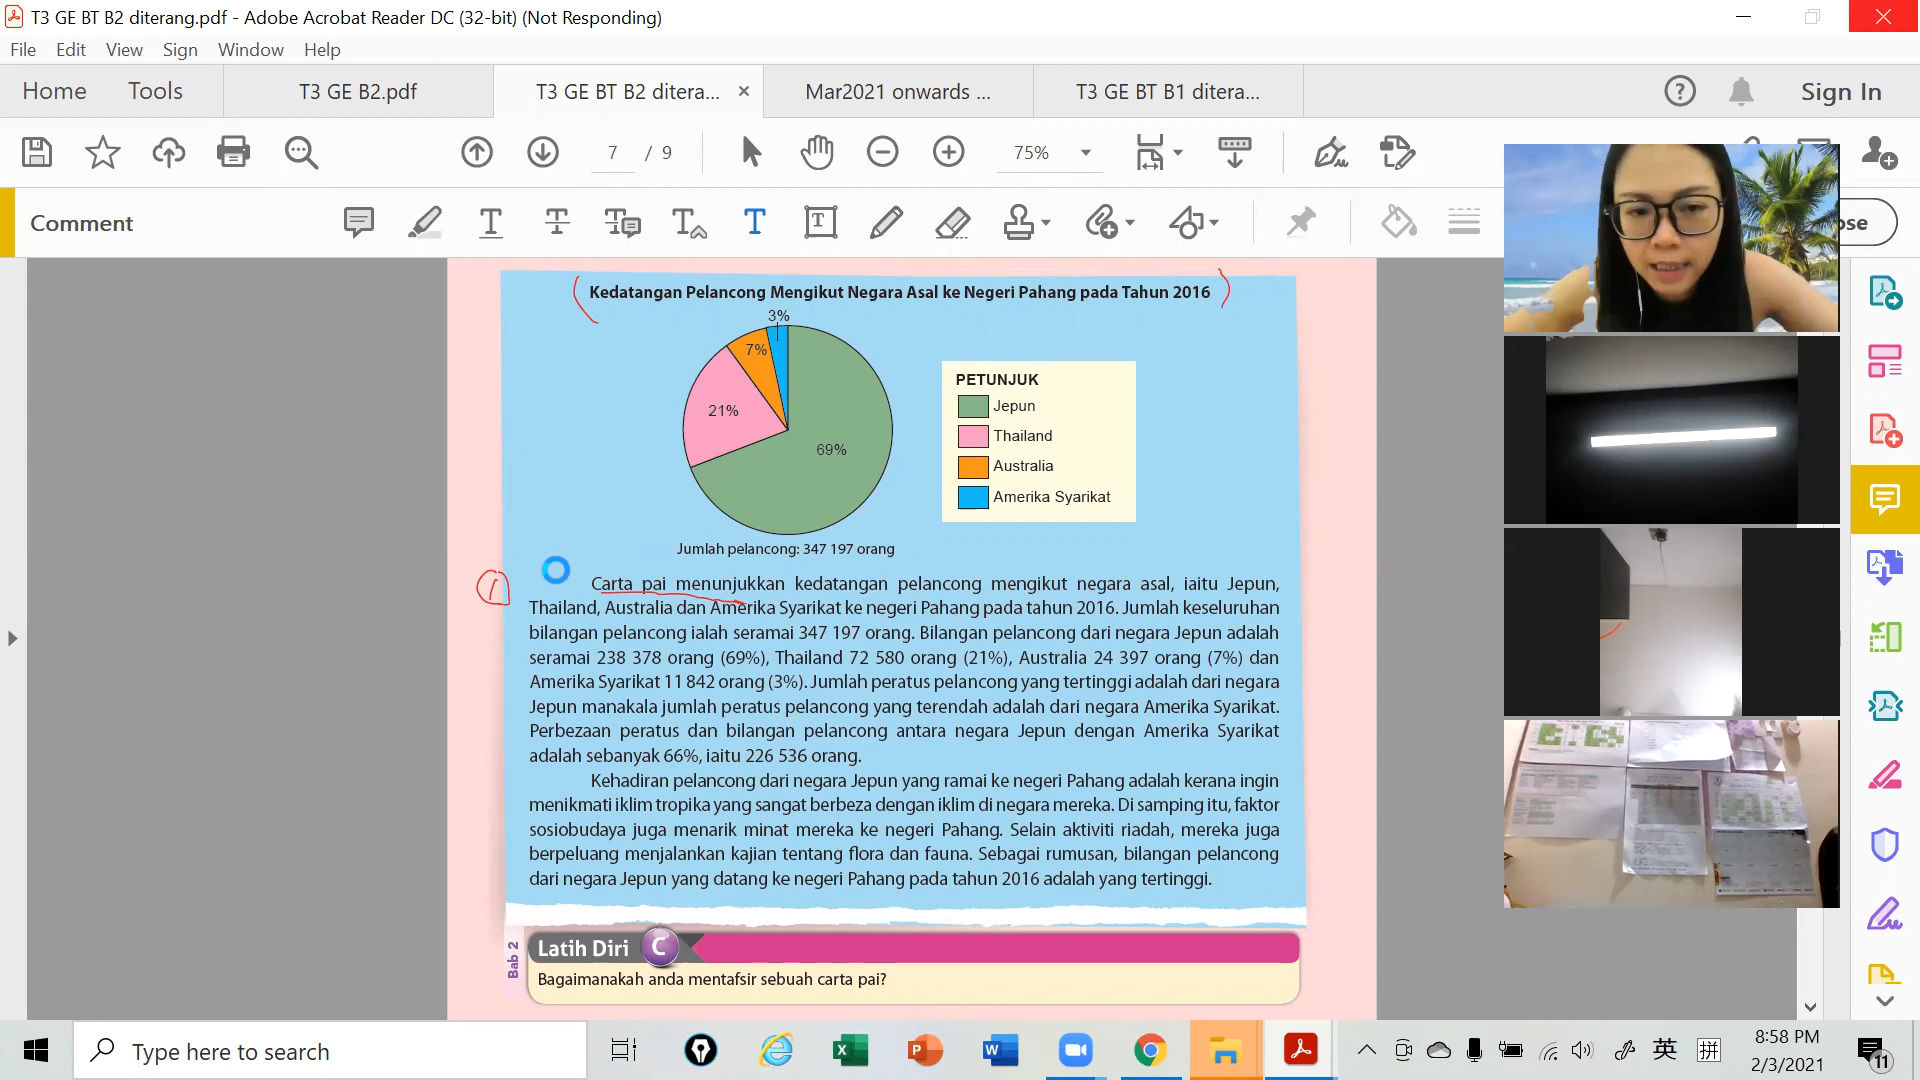 T3 GE BT B2 diterang.pdf - Adobe Acrobat Reader DC (32-bit) (Not Responding)
File Edit View Sign Window Help
Home Tools T3 GE B2.pdf T3 GE BT B2 ditera... × Mar2021 onwards ... T3 GE BT B1 ditera... Sign In
7 / 9 75%
Comment
Kedatangan Pelancong Mengikut Negara Asal ke Negeri Pahang pada Tahun 2016
3%
7%
21%
69%
PETUNJUK
Jepun
Thailand
Australia
Amerika Syarikat
Jumlah pelancong: 347 197 orang
1
Carta pai menunjukkan kedatangan pelancong mengikut negara asal, iaitu Jepun,
Thailand, Australia dan Amerika Syarikat ke negeri Pahang pada tahun 2016. Jumlah keseluruhan
bilangan pelancong ialah seramai 347 197 orang. Bilangan pelancong dari negara Jepun adalah
seramai 238 378 orang (69%), Thailand 72 580 orang (21%), Australia 24 397 orang (7%) dan
Amerika Syarikat 11 842 orang (3%). Jumlah peratus pelancong yang tertinggi adalah dari negara
Jepun manakala jumlah peratus pelancong yang terendah adalah dari negara Amerika Syarikat.
Perbezaan peratus dan bilangan pelancong antara negara Jepun dengan Amerika Syarikat
adalah sebanyak 66%, iaitu 226 536 orang.
Kehadiran pelancong dari negara Jepun yang ramai ke negeri Pahang adalah kerana ingin
menikmati iklim tropika yang sangat berbeza dengan iklim di negara mereka. Di samping itu, faktor
sosiobudaya juga menarik minat mereka ke negeri Pahang. Selain aktiviti riadah, mereka juga
berpeluang menjalankan kajian tentang flora dan fauna. Sebagai rumusan, bilangan pelancong
dari negara Jepun yang datang ke negeri Pahang pada tahun 2016 adalah yang tertinggi.
Bab 2
Latih Diri C
Bagaimanakah anda mentafsir sebuah carta pai?
Type here to search
英 拼
8:58 PM
2/3/2021
11